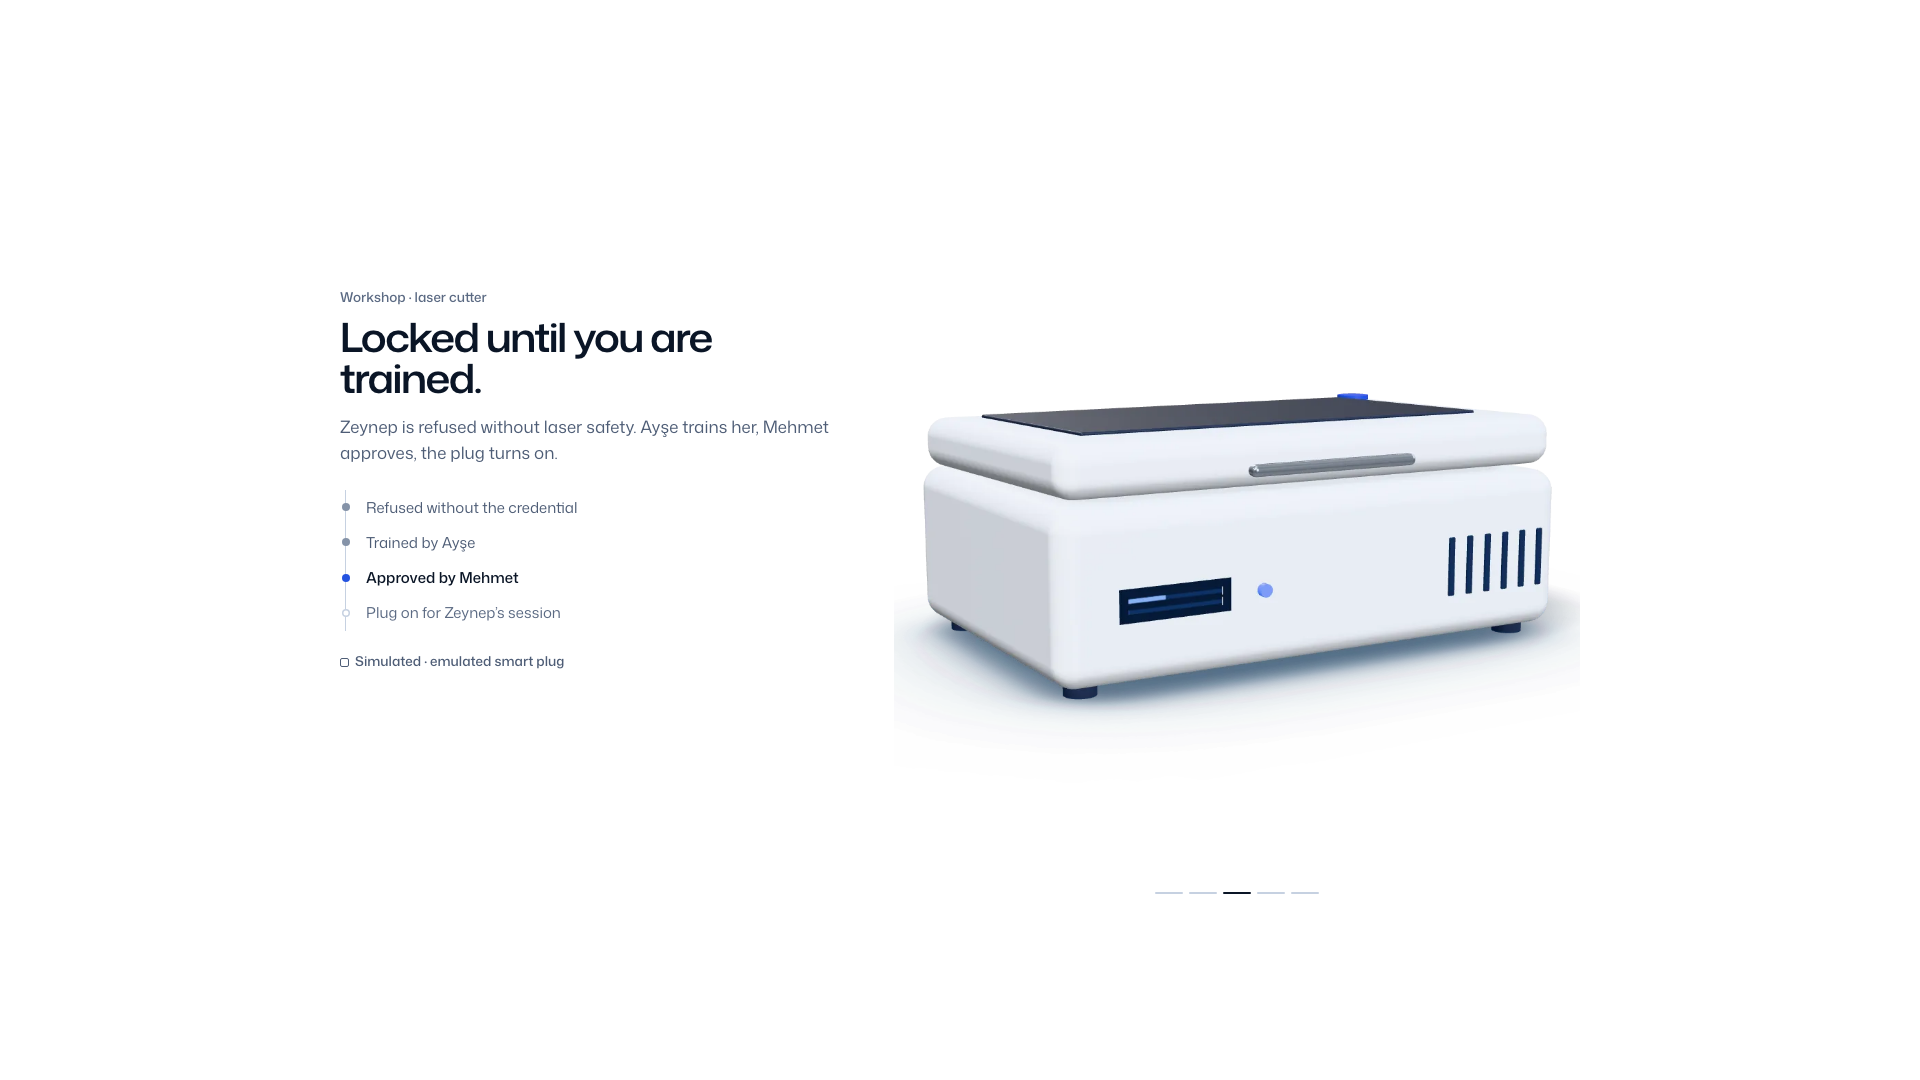 Workshop · laser cutter
Locked until you are
trained.
Zeynep is refused without laser safety. Ayşe trains her, Mehmet
approves, the plug turns on.
Refused without the credential
Trained by Ayşe
Approved by Mehmet
Plug on for Zeynep’s session
Simulated · emulated smart plug